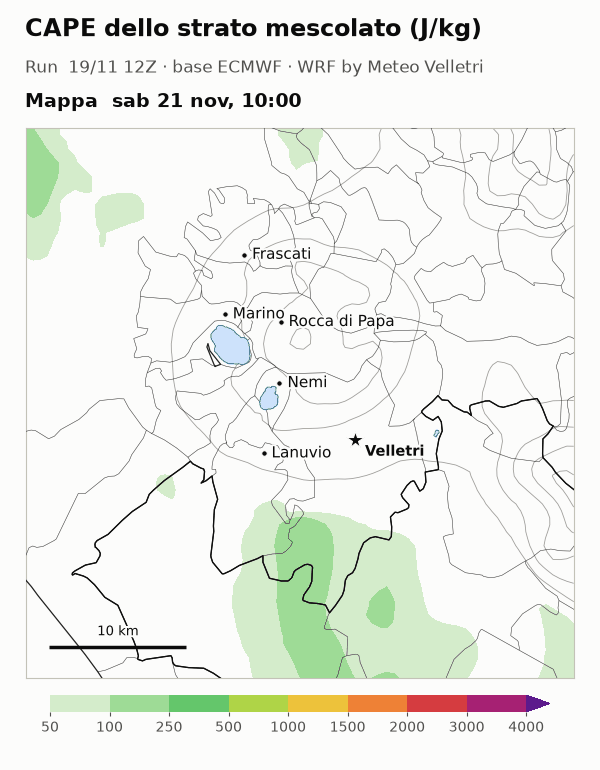 CAPE dello strato mescolato (J/kg)
Run  19/11 12Z · base ECMWF · WRF by Meteo Velletri
Mappa  sab 21 nov, 10:00
Frascati
Marino
Rocca di Papa
Nemi
Velletri
Lanuvio
10 km
50 100 250 500 1000 1500 2000 3000 4000